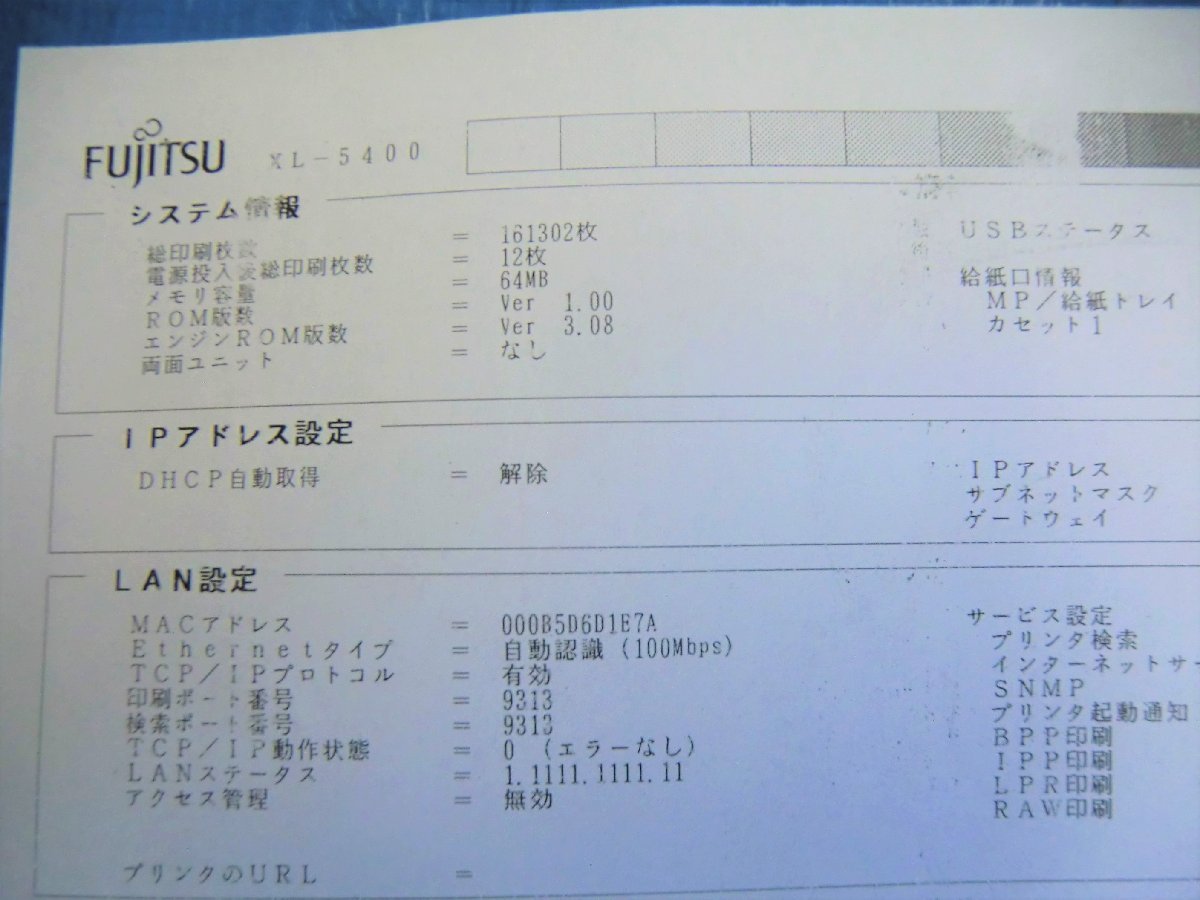 FUJITSU XL-5400
システム情報
総印刷枚数 = 161302枚 USBステータス
電源投入後総印刷枚数 = 12枚
メモリ容量 = 64MB 給紙口情報
ROM版数 = Ver 1.00 MP/給紙トレイ
エンジンROM版数 = Ver 3.08 カセット1
両面ユニット = なし
IPアドレス設定
DHCP自動取得 = 解除 IPアドレス
サブネットマスク
ゲートウェイ
LAN設定
MACアドレス = 000B5D6D1E7A サービス設定
Ethernetタイプ = 自動認識 (100Mbps) プリンタ検索
TCP/IPプロトコル = 有効 インターネットサー
印刷ポート番号 = 9313 SNMP
検索ポート番号 = 9313 プリンタ起動通知
TCP/IP動作状態 = 0 (エラーなし) BPP印刷
LANステータス = 1.1111.1111.11 IPP印刷
アクセス管理 = 無効 LPR印刷
RAW印刷
プリンタのURL =